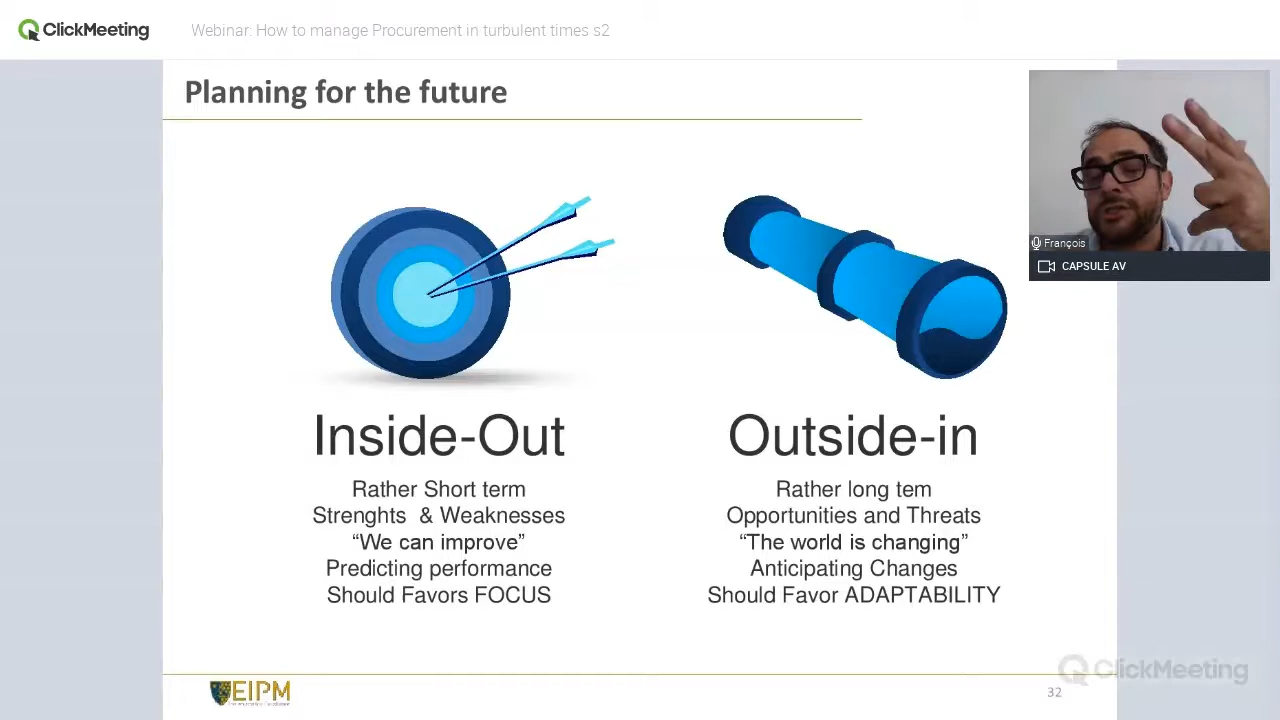 ClickMeeting
Webinar: How to manage Procurement in turbulent times s2
Planning for the future
François
CAPSULE AV
Inside-Out
Rather Short term
Strenghts & Weaknesses
“We can improve”
Predicting performance
Should Favors FOCUS
Outside-in
Rather long tem
Opportunities and Threats
“The world is changing”
Anticipating Changes
Should Favor ADAPTABILITY
ClickMeeting
EIPM
32